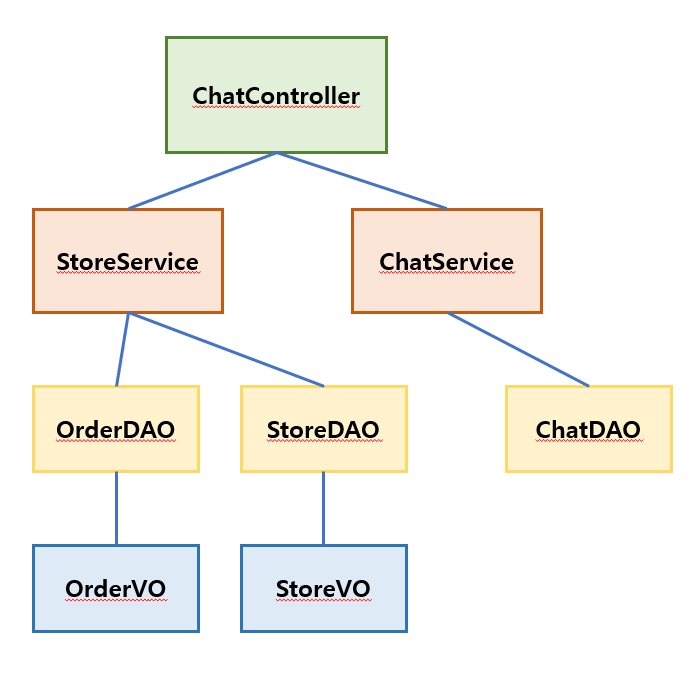 ChatController
StoreService
ChatService
OrderDAO
StoreDAO
ChatDAO
OrderVO
StoreVO